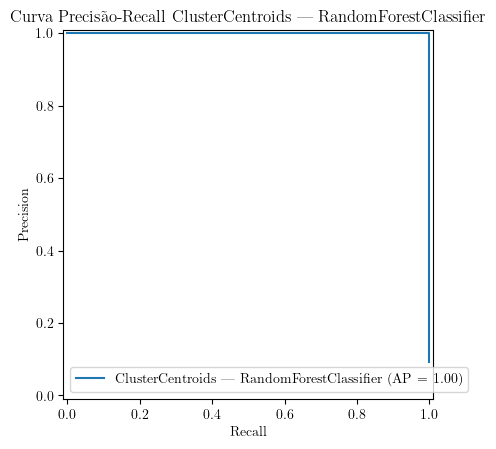 Curva Precisão-Recall ClusterCentroids — RandomForestClassifier
1.0
0.8
0.6
0.4
0.2
0.0
Precision
ClusterCentroids — RandomForestClassifier (AP = 1.00)
0.0 0.2 0.4 0.6 0.8 1.0
Recall